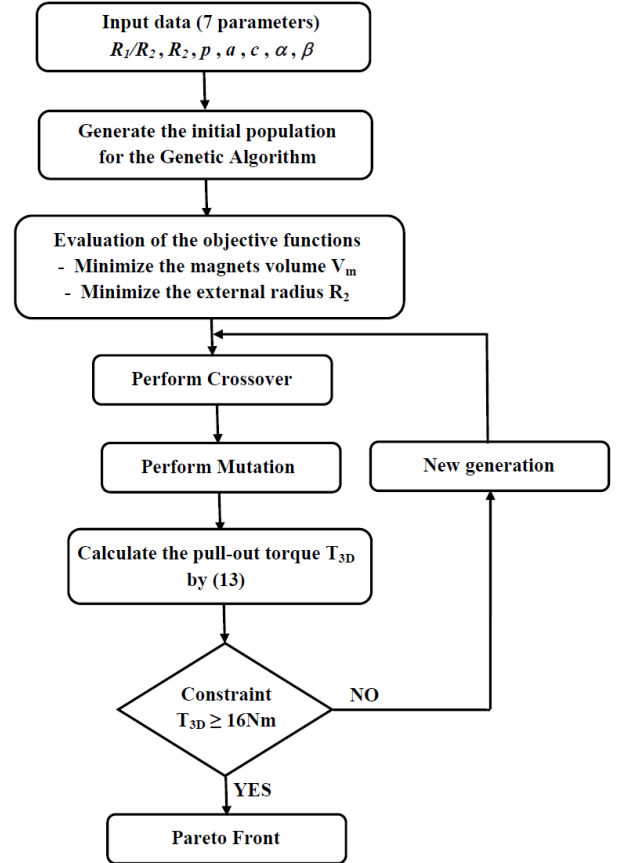 Input data (7 parameters)
R₁/R₂ , R₂ , p , a , c , α , β
Generate the initial population
for the Genetic Algorithm
Evaluation of the objective functions
- Minimize the magnets volume Vₘ
- Minimize the external radius R₂
Perform Crossover
Perform Mutation
New generation
Calculate the pull-out torque T₃D
by (13)
Constraint
T₃D ≥ 16Nm
NO
YES
Pareto Front